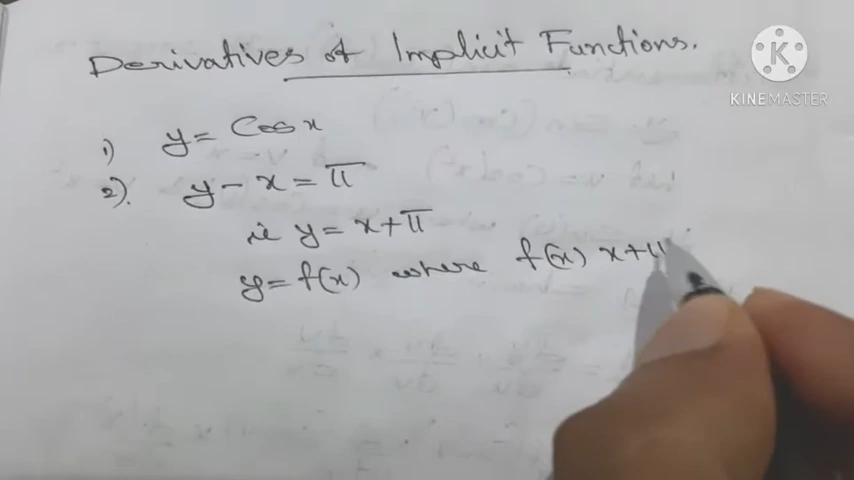 Derivatives of Implicit Functions.
K
KINEMASTER
1) y = Cos x
2). y - x = π
ie y = x + π
y = f(x) where f(x) x + π